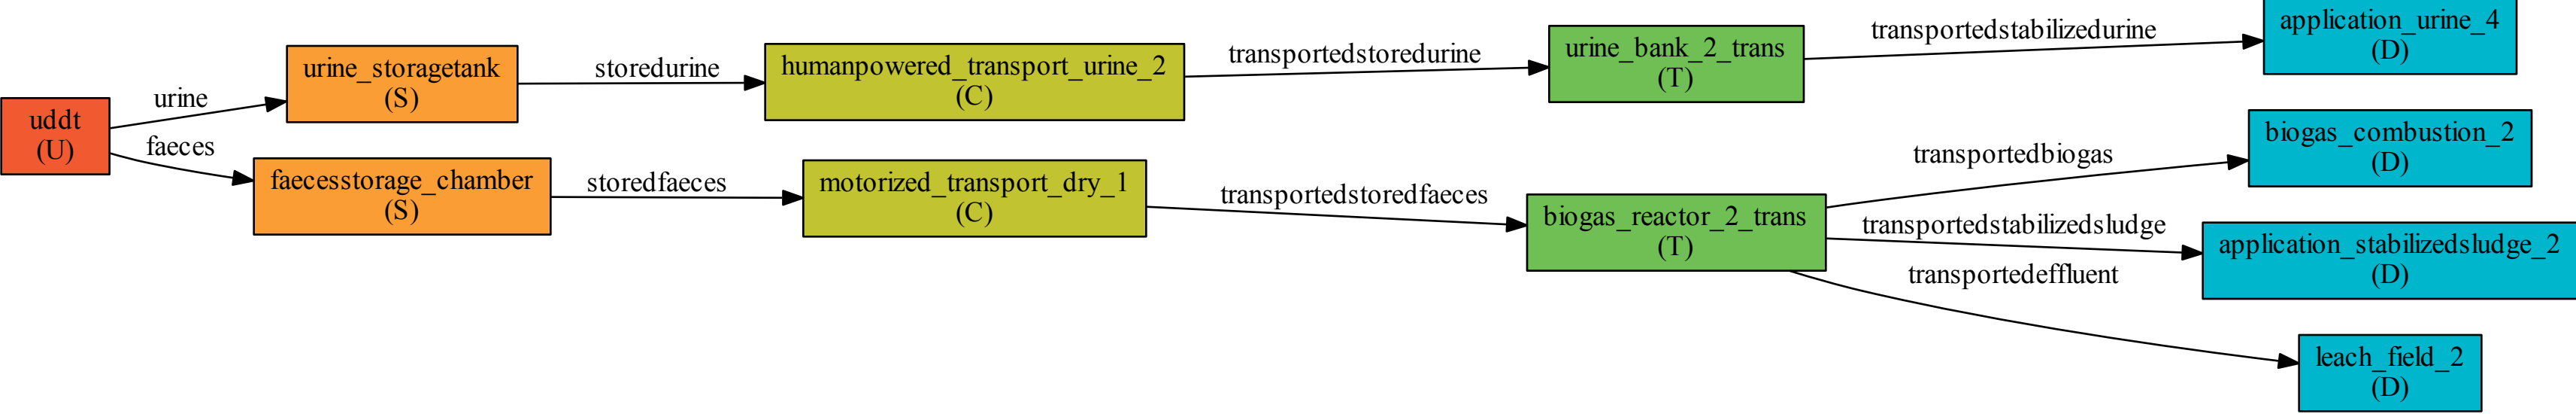 uddt
(U)
urine
faeces
urine_storagetank
(S)
faecesstorage_chamber
(S)
storedurine
storedfaeces
humanpowered_transport_urine_2
(C)
motorized_transport_dry_1
(C)
transportedstoredurine
transportedstoredfaeces
urine_bank_2_trans
(T)
biogas_reactor_2_trans
(T)
transportedstabilizedurine
transportedbiogas
transportedstabilizedsludge
transportedeffluent
application_urine_4
(D)
biogas_combustion_2
(D)
application_stabilizedsludge_2
(D)
leach_field_2
(D)